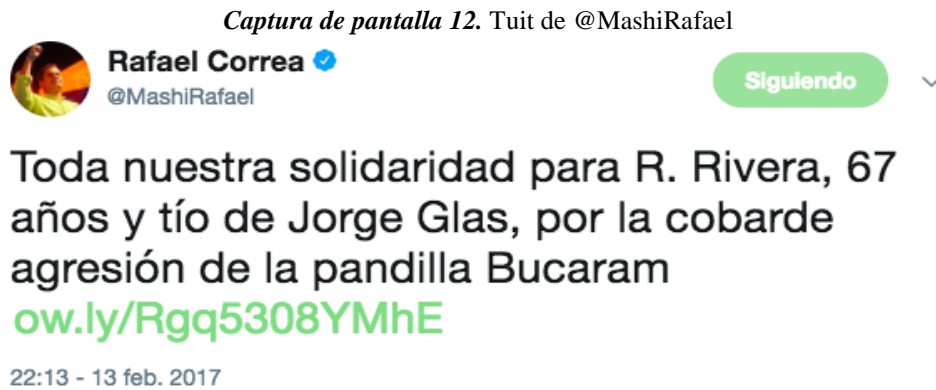 Captura de pantalla 12. Tuit de @MashiRafael
Rafael Correa
@MashiRafael
Siguiendo
Toda nuestra solidaridad para R. Rivera, 67
años y tío de Jorge Glas, por la cobarde
agresión de la pandilla Bucaram
ow.ly/Rgq5308YMhE
22:13 - 13 feb. 2017